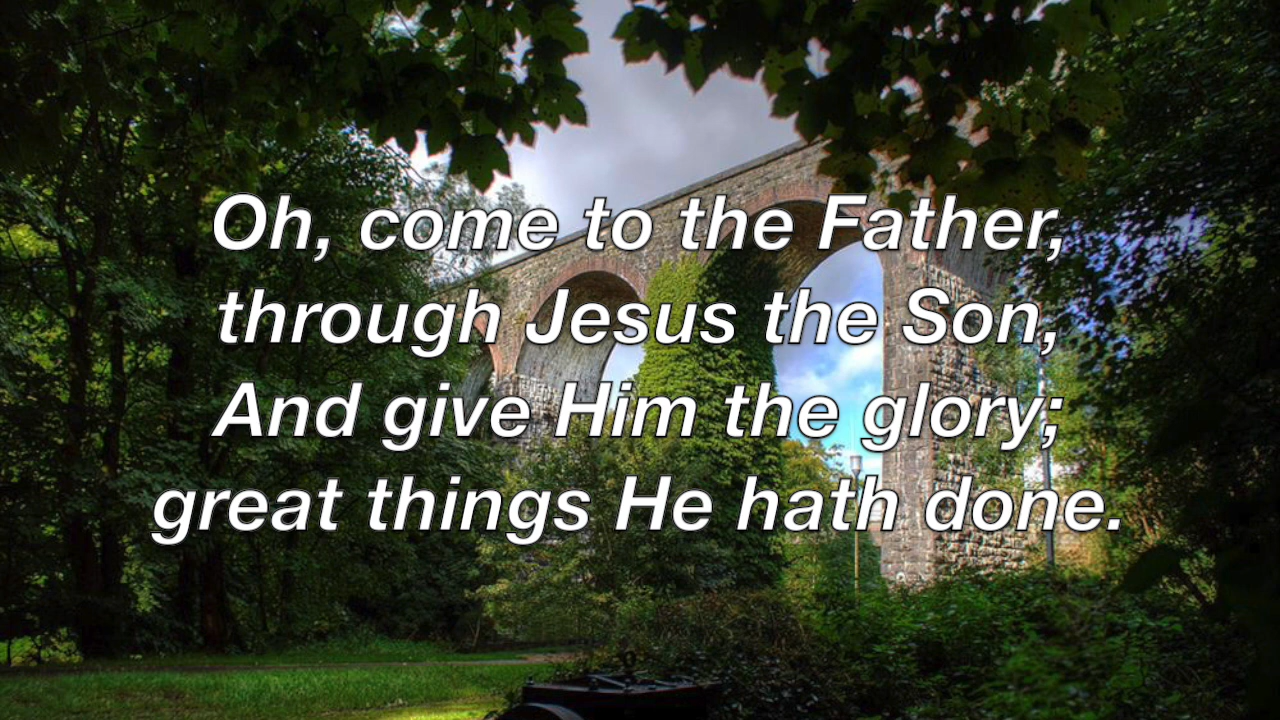 Oh, come to the Father,
through Jesus the Son,
And give Him the glory;
great things He hath done.